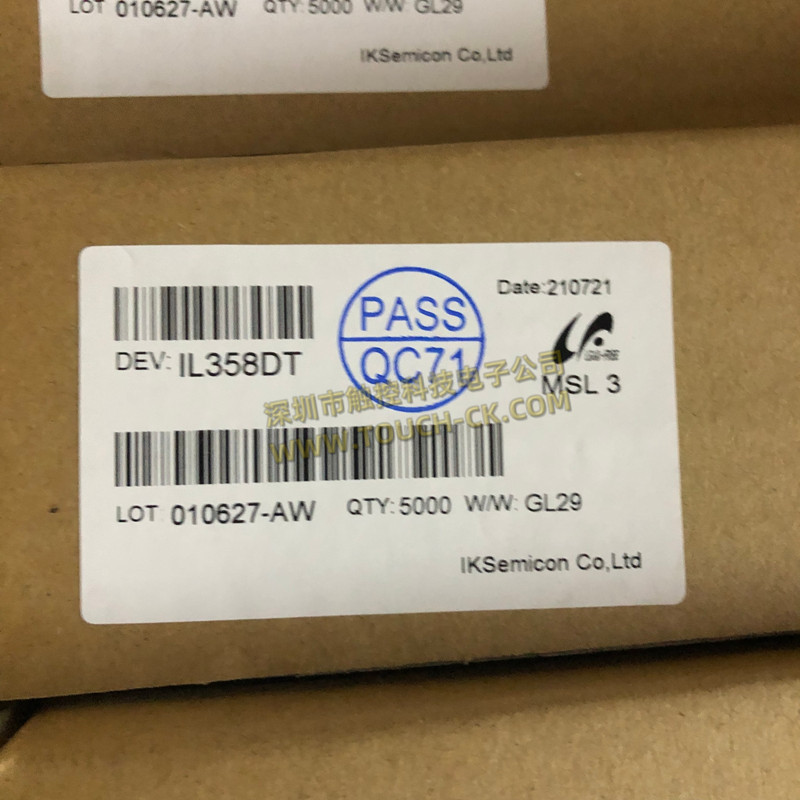 LOT 010627-AW QTY: 5000 W/W: GL29
IKSemicon Co,Ltd
Date:210721
PASS
QC71
DEV: IL358DT
MSL 3
深圳市触控科技电子公司
WWW.TOUCH-CK.COM
LOT 010627-AW QTY: 5000 W/W: GL29
IKSemicon Co,Ltd